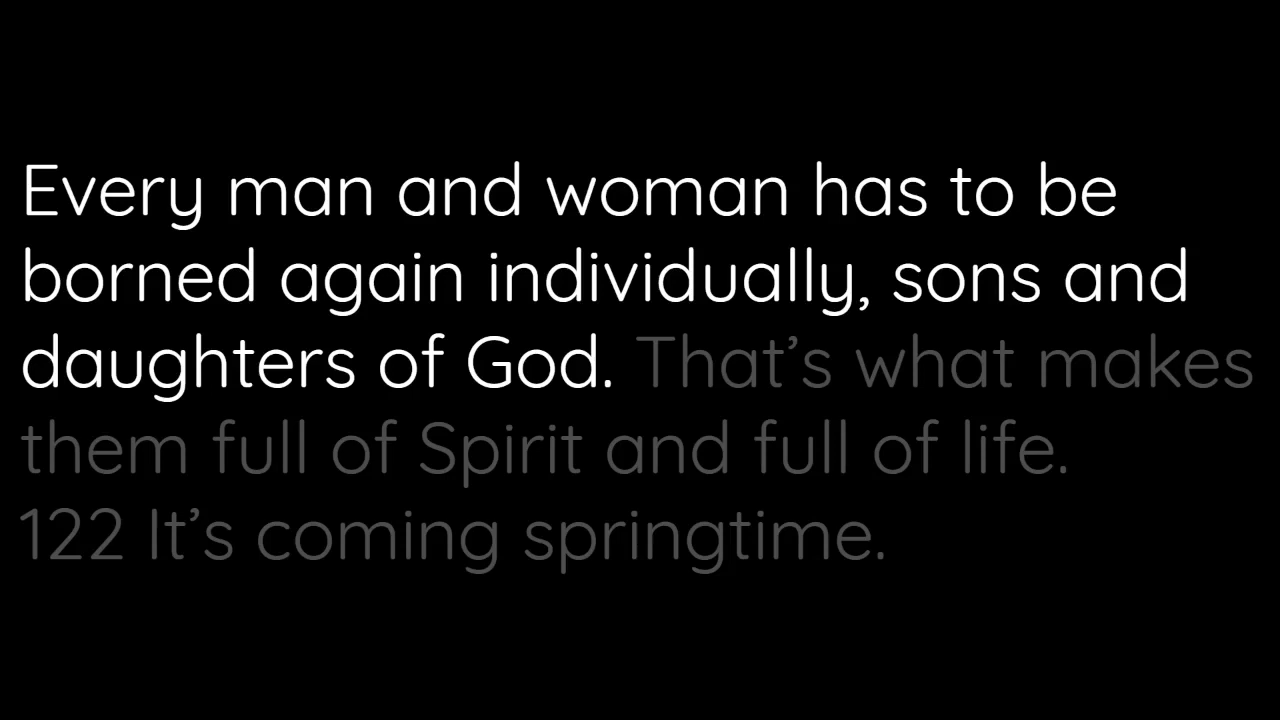 Every man and woman has to be
borned again individually, sons and
daughters of God. That’s what makes
them full of Spirit and full of life.
122 It’s coming springtime.